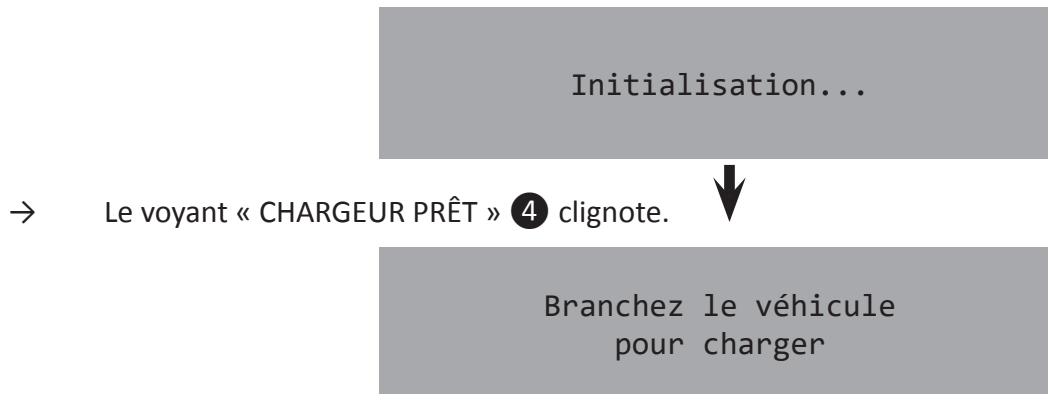 Initialisation...
→ Le voyant « CHARGEUR PRÊT » 4 clignote.
Branchez le véhicule
pour charger